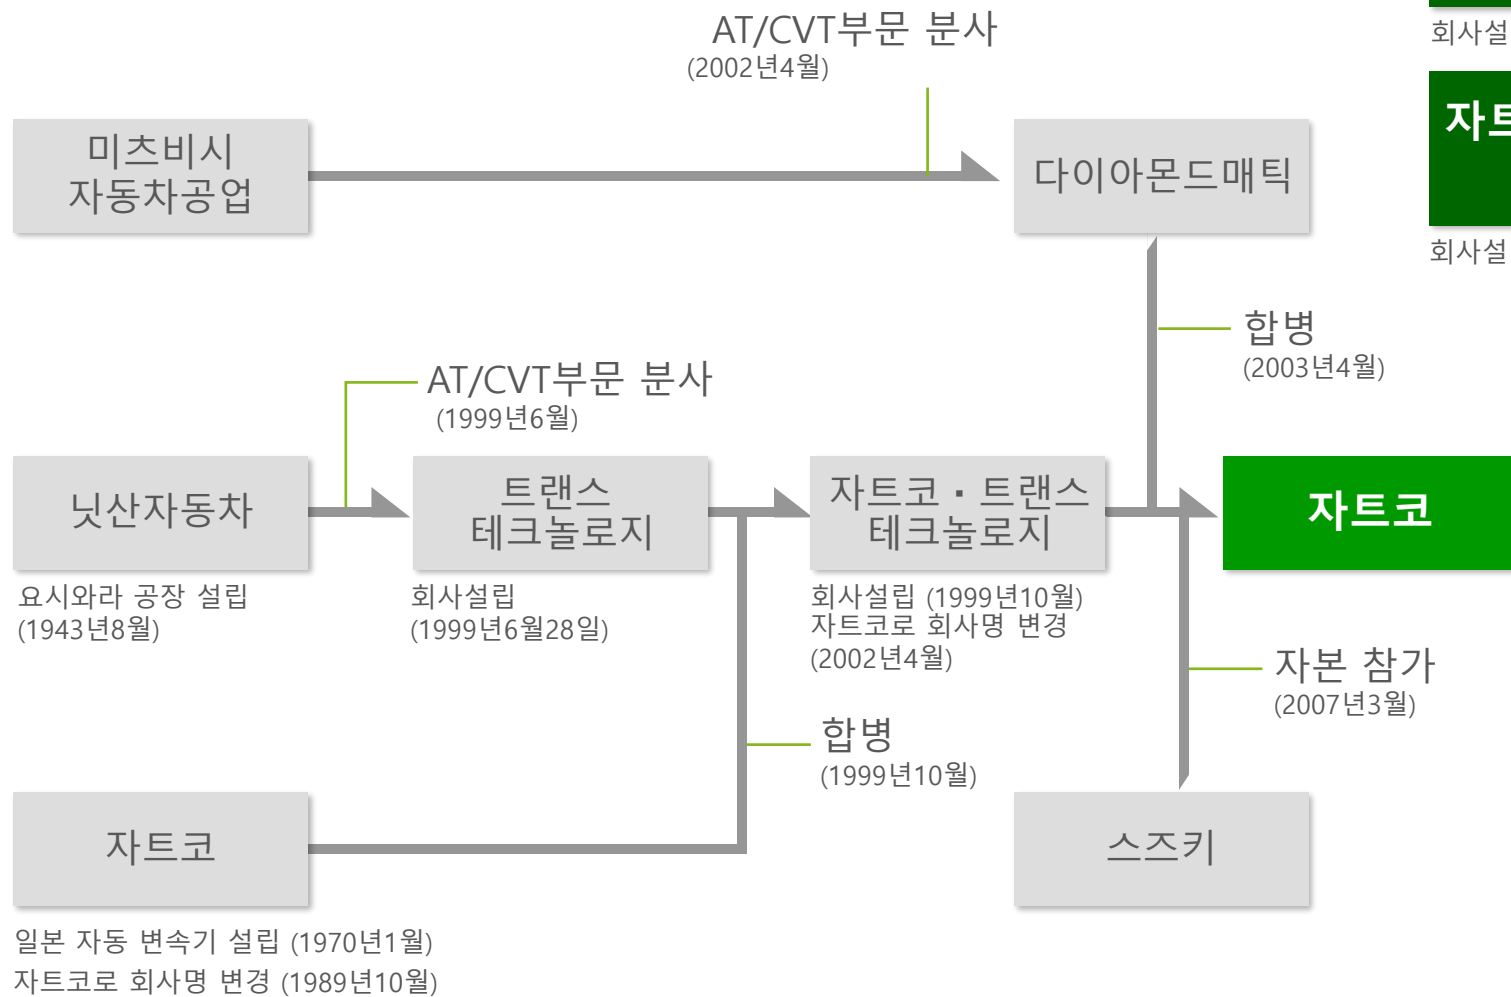 AT/CVT부문 분사
(2002년4월)
회사설
자트
회사설
미츠비시
자동차공업
다이아몬드매틱
합병
(2003년4월)
AT/CVT부문 분사
(1999년6월)
닛산자동차
요시와라 공장 설립
(1943년8월)
트랜스
테크놀로지
회사설립
(1999년6월28일)
자트코・트랜스
테크놀로지
회사설립 (1999년10월)
자트코로 회사명 변경
(2002년4월)
자트코
자본 참가
(2007년3월)
합병
(1999년10월)
자트코
스즈키
일본 자동 변속기 설립 (1970년1월)
자트코로 회사명 변경 (1989년10월)